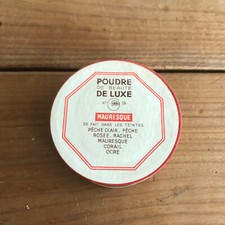 POUDRE
DE BEAUTÉ
DE LUXE
MAURESQUE
SE FAIT DANS LES TEINTES
PÊCHE CLAIR, PÊCHE
ROSÉE, RACHEL
MAURESQUE
CORAIL
OCRE